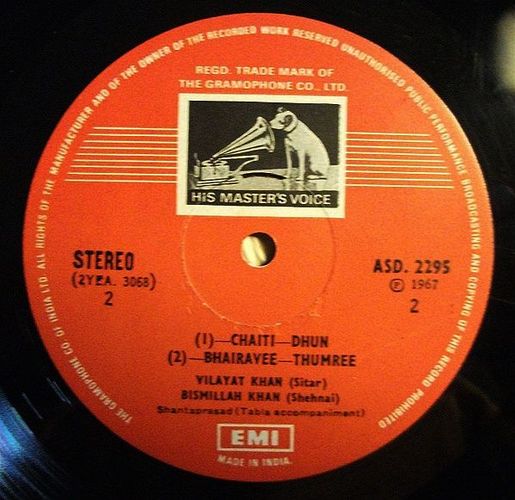 THE GRAMOPHONE CO OF INDIA LTD. ALL RIGHTS OF THE MANUFACTURER AND OF THE OWNER OF THE RECORDED WORK RESERVED UNAUTHORISED PUBLIC PERFORMANCE BROADCASTING AND COPYING OF THIS RECORD PROHIBITED
REGD. TRADE MARK OF
THE GRAMOPHONE CO., LTD.
HIS MASTER'S VOICE
STEREO
(2YEA. 3068)
2
ASD. 2295
℗ 1967
2
(1)—CHAITI—DHUN
(2)—BHAIRAVEE—THUMREE
VILAYAT KHAN (Sitar)
BISMILLAH KHAN (Shehnai)
Shantaprasad (Tabla accompaniment)
EMI
MADE IN INDIA.